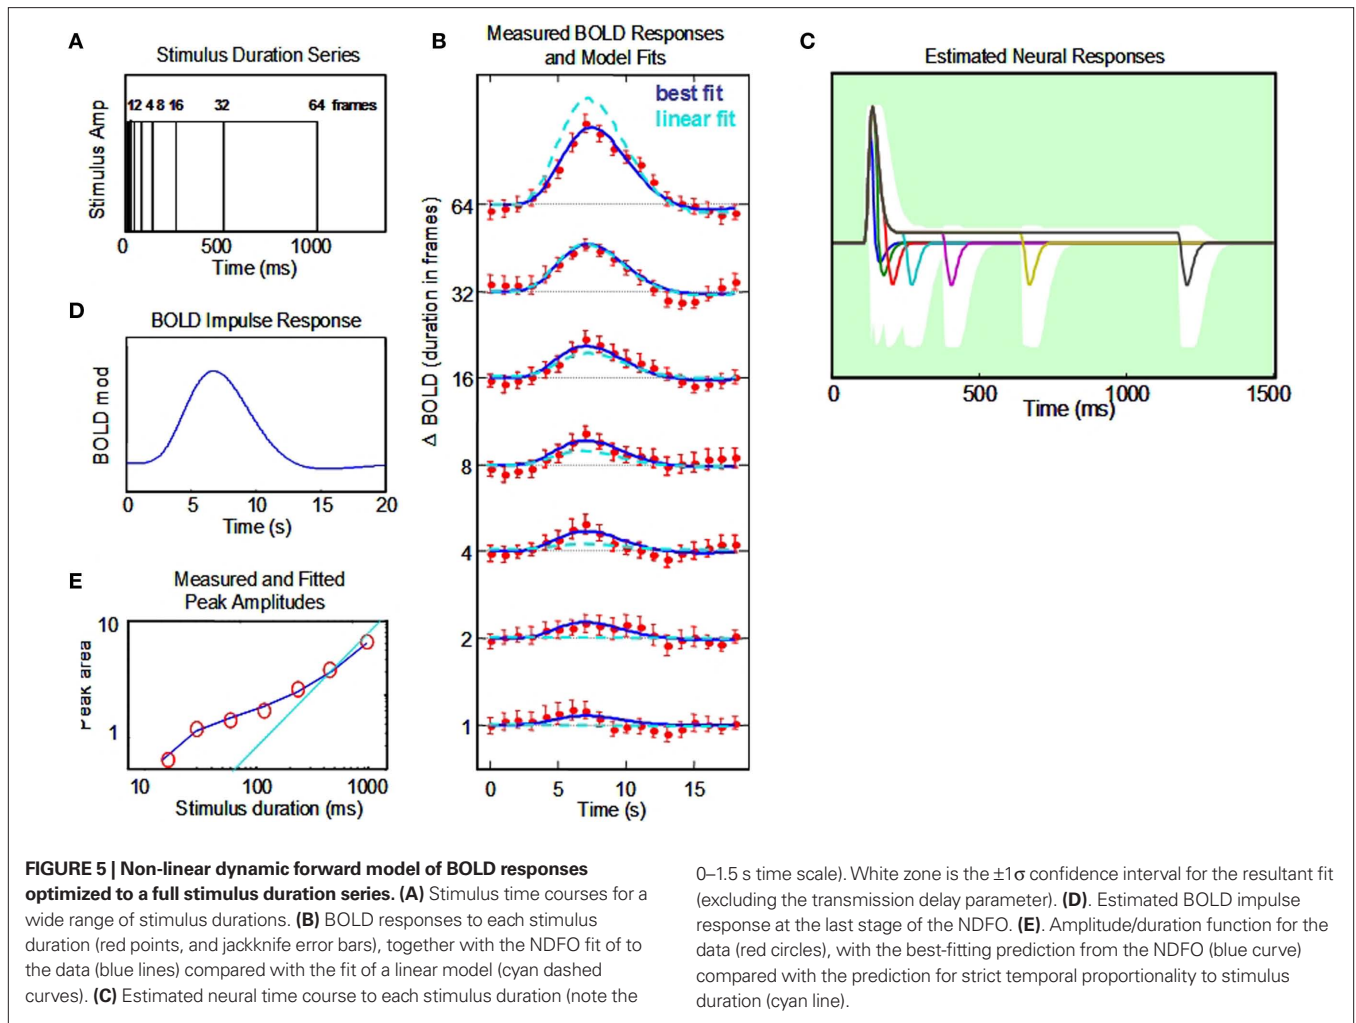 A
Stimulus Duration Series
Stimulus Amp
12 4 8 16 32 64 frames
0 500 1000
Time (ms)
B
Measured BOLD Responses
and Model Fits
best fit
linear fit
Δ BOLD (duration in frames)
64
32
16
8
4
2
1
0 5 10 15
Time (s)
C
Estimated Neural Responses
0 500 1000 1500
Time (ms)
D
BOLD Impulse Response
BOLD mod
0 5 10 15 20
Time (s)
E
Measured and Fitted
Peak Amplitudes
Peak area
10
1
10 100 1000
Stimulus duration (ms)
FIGURE 5 | Non-linear dynamic forward model of BOLD responses
optimized to a full stimulus duration series. (A) Stimulus time courses for a
wide range of stimulus durations. (B) BOLD responses to each stimulus
duration (red points, and jackknife error bars), together with the NDFO fit of to
the data (blue lines) compared with the fit of a linear model (cyan dashed
curves). (C) Estimated neural time course to each stimulus duration (note the
0–1.5 s time scale). White zone is the ±1σ confidence interval for the resultant fit
(excluding the transmission delay parameter). (D). Estimated BOLD impulse
response at the last stage of the NDFO. (E). Amplitude/duration function for the
data (red circles), with the best-fitting prediction from the NDFO (blue curve)
compared with the prediction for strict temporal proportionality to stimulus
duration (cyan line).